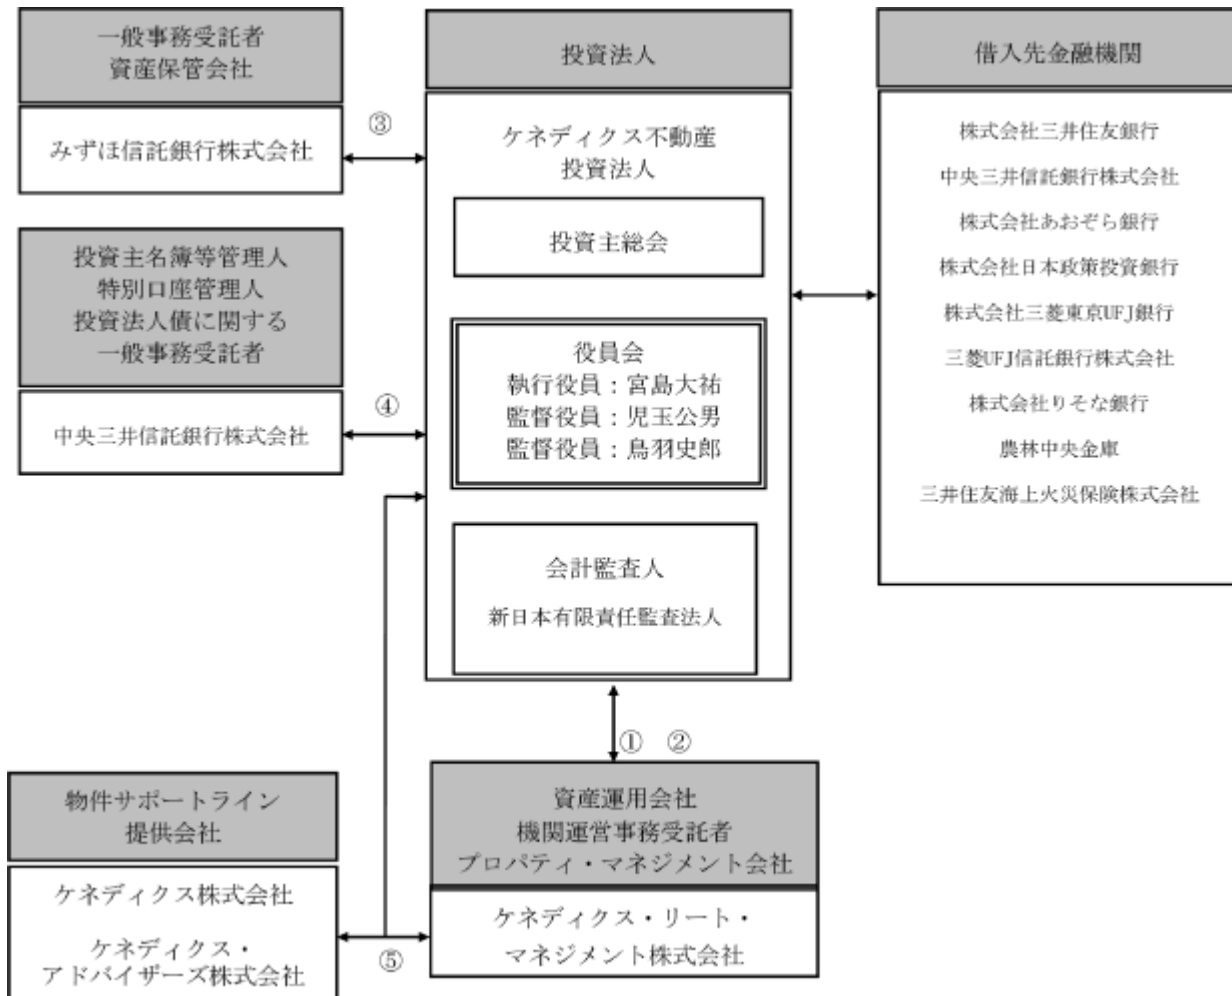 一般事務受託者
資産保管会社
みずほ信託銀行株式会社
③
投資主名簿等管理人
特別口座管理人
投資法人債に関する
一般事務受託者
中央三井信託銀行株式会社
④
投資法人
ケネディクス不動産
投資法人
投資主総会
役員会
執行役員：宮島大祐
監督役員：児玉公男
監督役員：鳥羽史郎
会計監査人
新日本有限責任監査法人
借入先金融機関
株式会社三井住友銀行
中央三井信託銀行株式会社
株式会社あおぞら銀行
株式会社日本政策投資銀行
株式会社三菱東京UFJ銀行
三菱UFJ信託銀行株式会社
株式会社りそな銀行
農林中央金庫
三井住友海上火災保険株式会社
① ②
物件サポートライン
提供会社
ケネディクス株式会社
ケネディクス・
アドバイザーズ株式会社
⑤
資産運用会社
機関運営事務受託者
プロパティ・マネジメント会社
ケネディクス・リート・
マネジメント株式会社